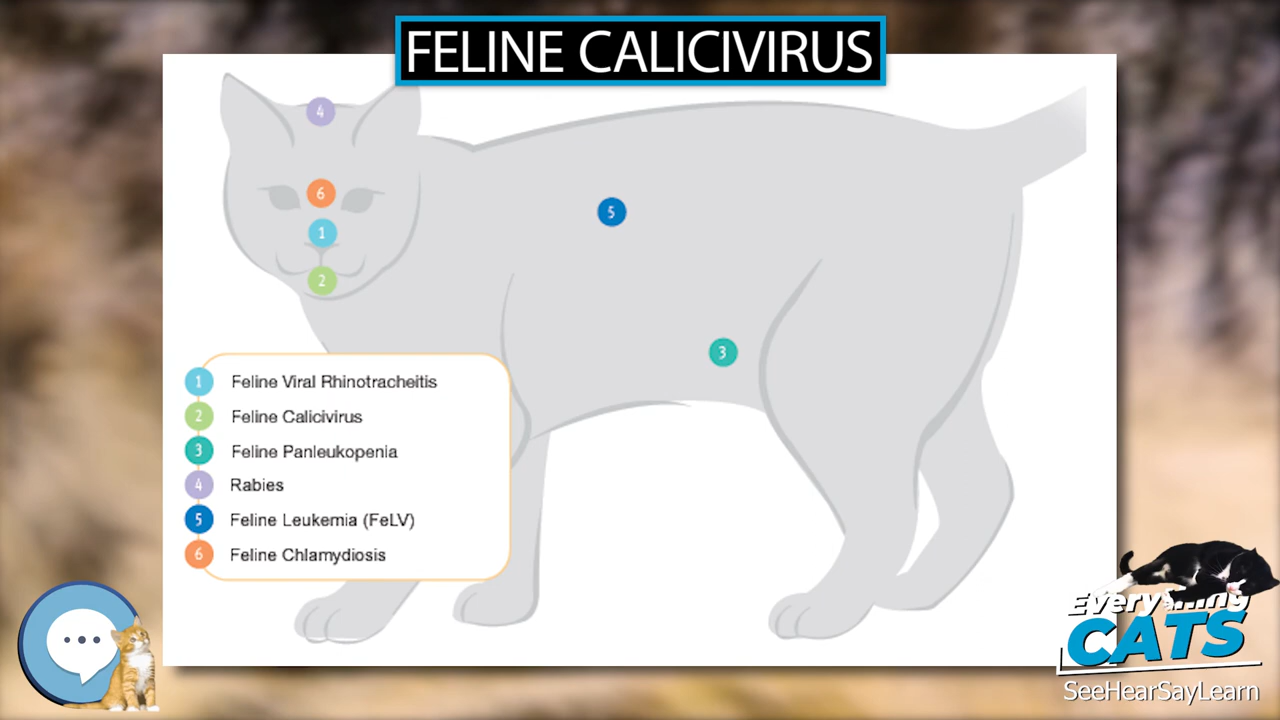 FELINE CALICIVIRUS
4
6
1
5
2
3
1 Feline Viral Rhinotracheitis
2 Feline Calicivirus
3 Feline Panleukopenia
4 Rabies
5 Feline Leukemia (FeLV)
6 Feline Chlamydiosis
Everything
CATS
SeeHearSayLearn